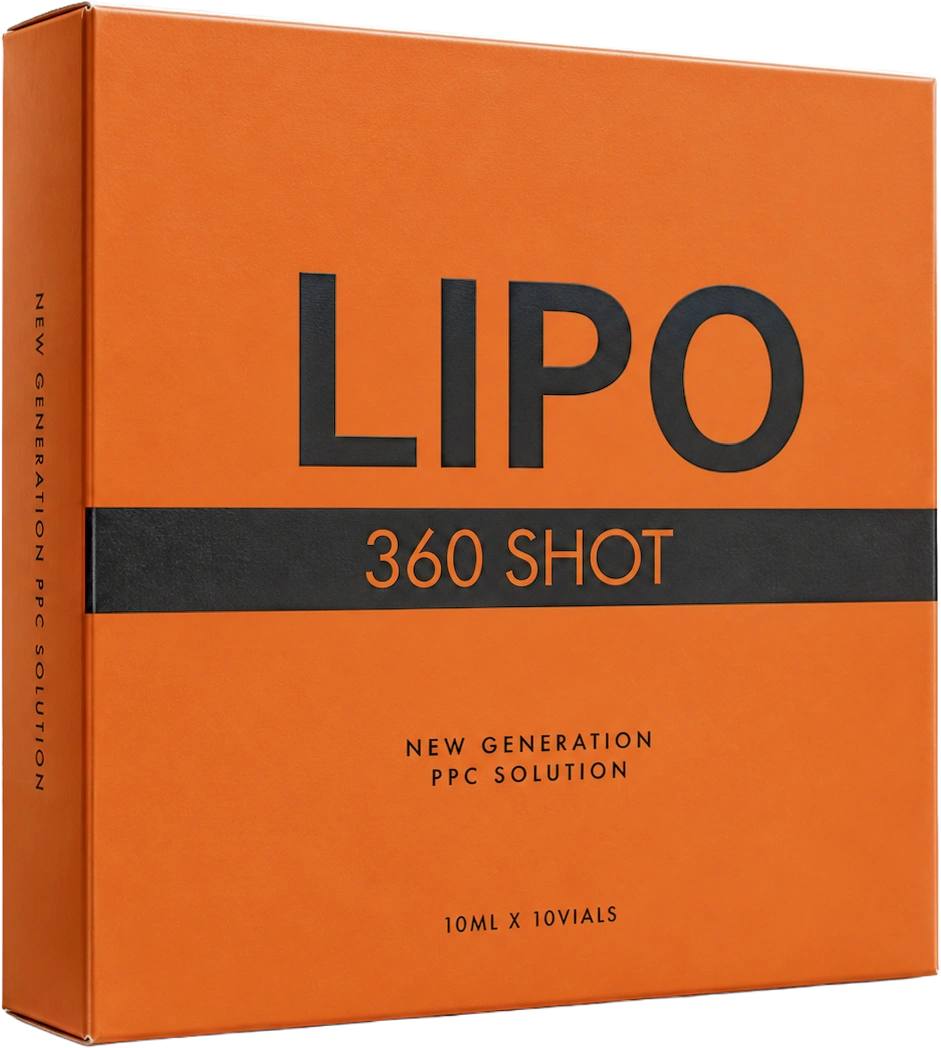 LIPO
360 SHOT
NEW GENERATION
PPC SOLUTION
10ML X 10VIALS
NEW GENERATION PPC SOLUTION